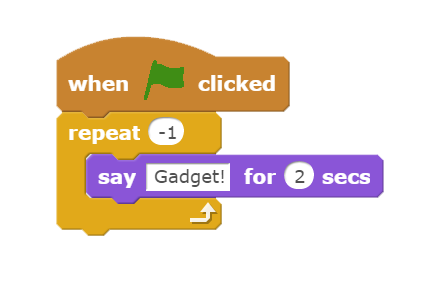 when clicked
repeat -1
say Gadget! for 2 secs